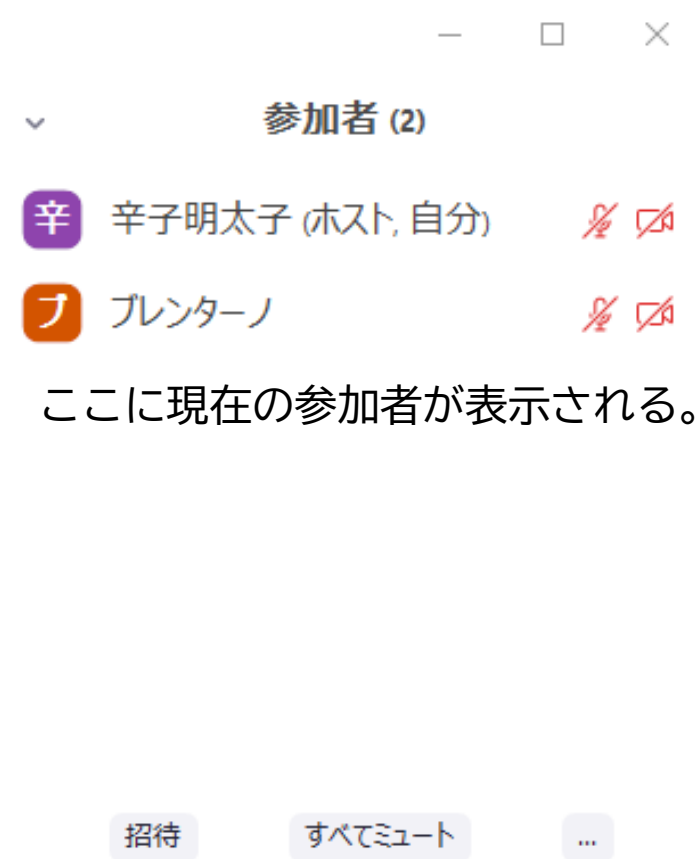 参加者 (2)
辛 辛子明太子 (ホスト, 自分)
ブ ブレンターノ
ここに現在の参加者が表示される。
招待 すべてミュート ...